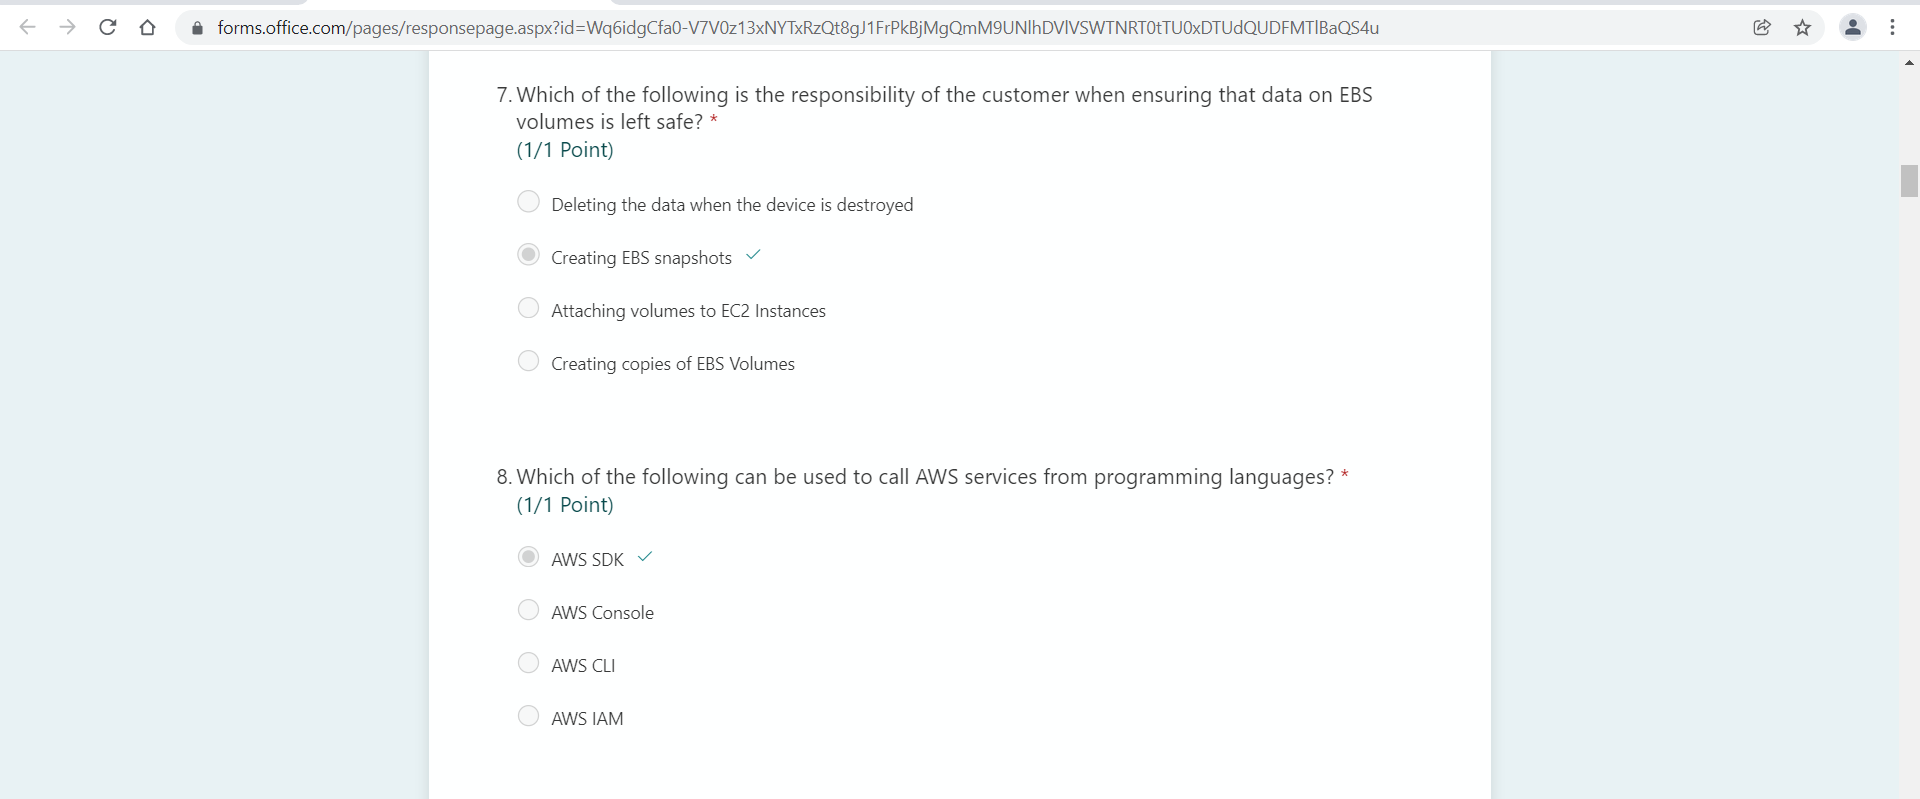 forms.office.com/pages/responsepage.aspx?id=Wq6idgCfa0-V7V0z13xNYTxRzQt8gJ1FrPkBjMgQmM9UNlhDVlVSWTNRT0tTU0xDTUdQUDFMTlBaQS4u
7. Which of the following is the responsibility of the customer when ensuring that data on EBS
volumes is left safe? *
(1/1 Point)
Deleting the data when the device is destroyed
Creating EBS snapshots
Attaching volumes to EC2 Instances
Creating copies of EBS Volumes
8. Which of the following can be used to call AWS services from programming languages? *
(1/1 Point)
AWS SDK
AWS Console
AWS CLI
AWS IAM